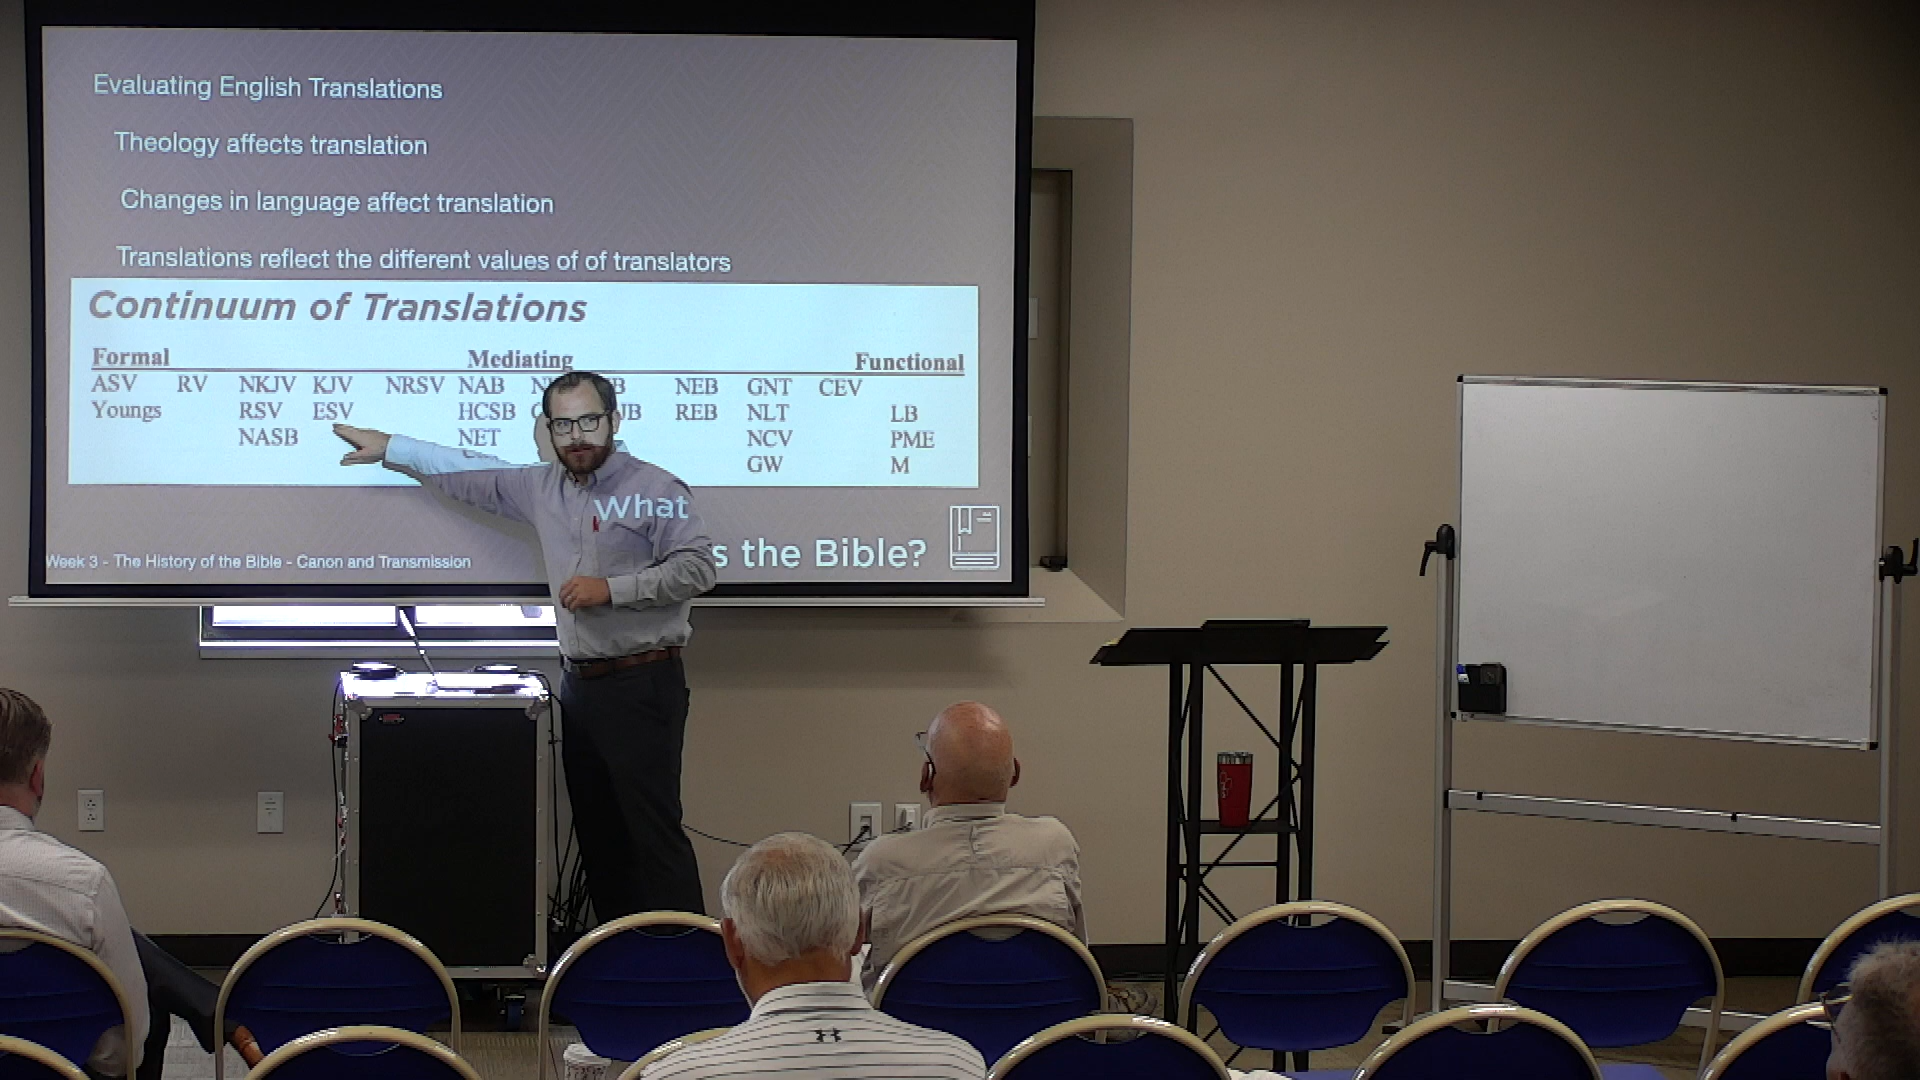 Evaluating English Translations
Theology affects translation
Changes in language affect translation
Translations reflect the different values of of translators
Continuum of Translations
Formal Mediating Functional
ASV RV NKJV KJV NRSV NAB NEB GNT CEV
Youngs RSV ESV HCSB REB NLT LB
NASB NET NCV PME
GW M
What
s the Bible?
Week 3 - The History of the Bible - Canon and Transmission